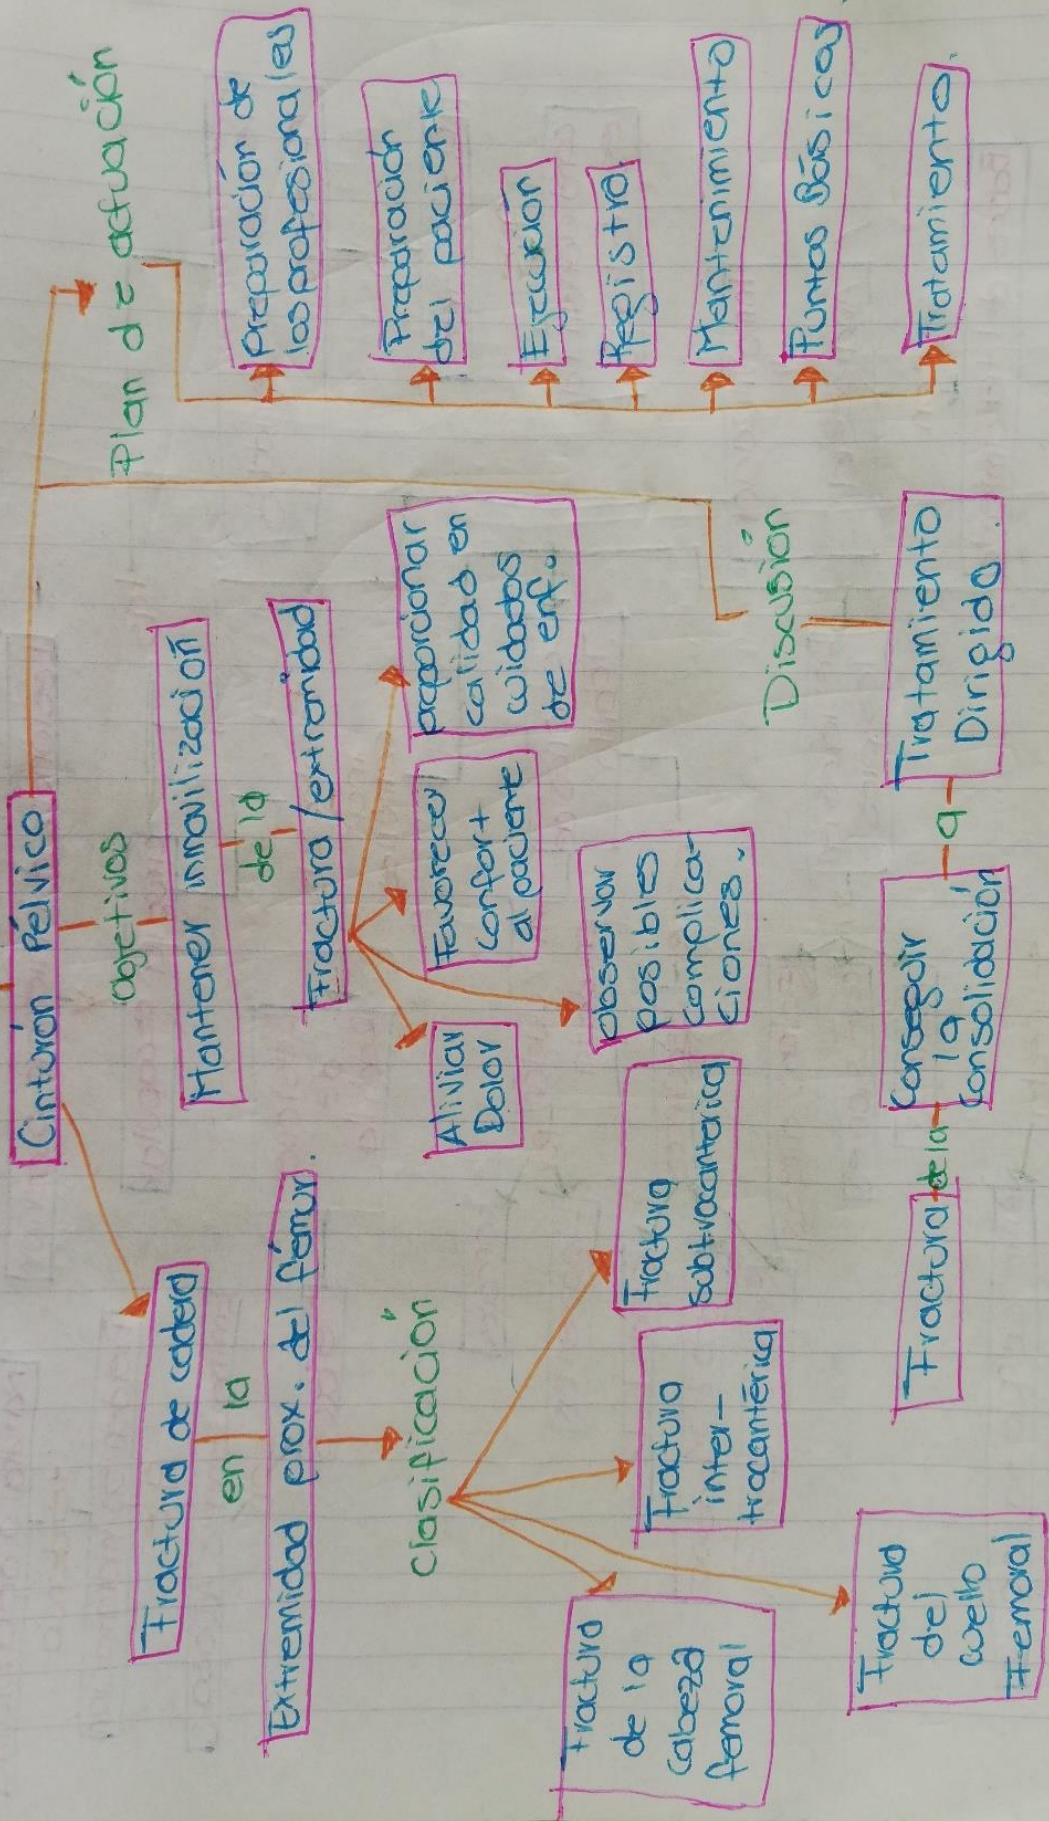 Cinturón Pélvico
Fractura de cadera
en la
Extremidad prox. del fémur.
Clasificación
Fractura
de la
cabeza
femoral
Fractura
del
cuello
Femoral
Fractura
inter-
trocantérica
Fractura
subtrocanterica
Objetivos
Mantener inmovilización
de la
Fractura/extremidad
Aliviar
Dolor
observar
posibles
complica-
ciones.
Favorecer
Confort
al paciente
proporcionar
calidad en
cuidados
de enf.
Plan de actuación
preparación de
los profesionales
Preparación
del paciente
Ejecución
Registro.
Mantenimiento
Puntos Básicos
Tratamiento.
Discusión
Tratamiento
Dirigido.
a
Conseguir
la
Consolidación
de la
Fractura